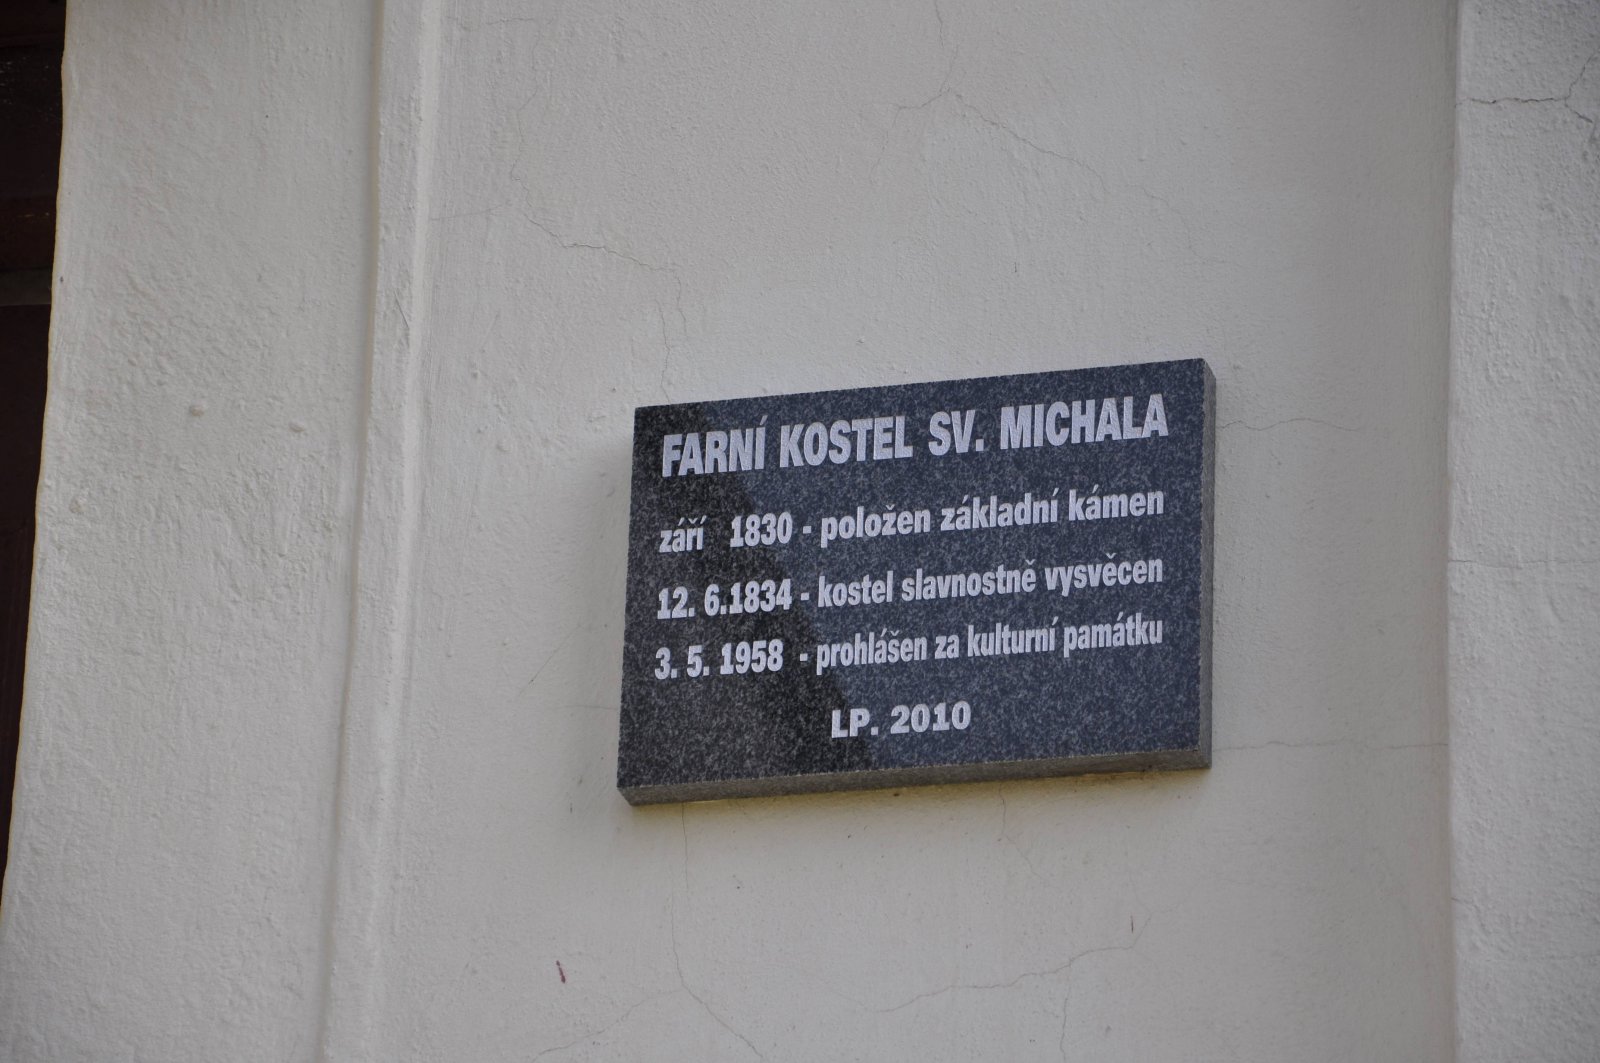 FARNÍ KOSTEL SV. MICHALA
září 1830 - položen základní kámen
12. 6.1834 - kostel slavnostně vysvěcen
3. 5. 1958 - prohlášen za kulturní památku
LP. 2010